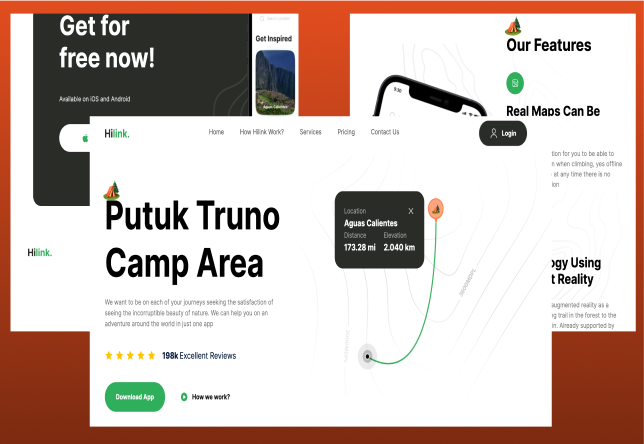 Get for
free now!
Available on iOS and Android
Get Inspired
Aguas Calientes
Hilink.
9:30
Our Features
Real Maps Can Be
tion for you to be able to
n when climbing, yes offline
at any time there is no
ion
ogy Using
t Reality
augmented reality as a
ng trail in the forest to the
in. Already supported by
Hilink.
Home
How Hilink Work?
Services
Pricing
Contact Us
Login
Putuk Truno
Camp Area
We want to be on each of your journeys seeking the satisfaction of
seeing the incorruptible beauty of nature. We can help you on an
adventure around the world in just one app
198k Excellent Reviews
Download App
How we work?
Location X
Aguas Calientes
Distance Elevation
173.28 mi 2.040 km